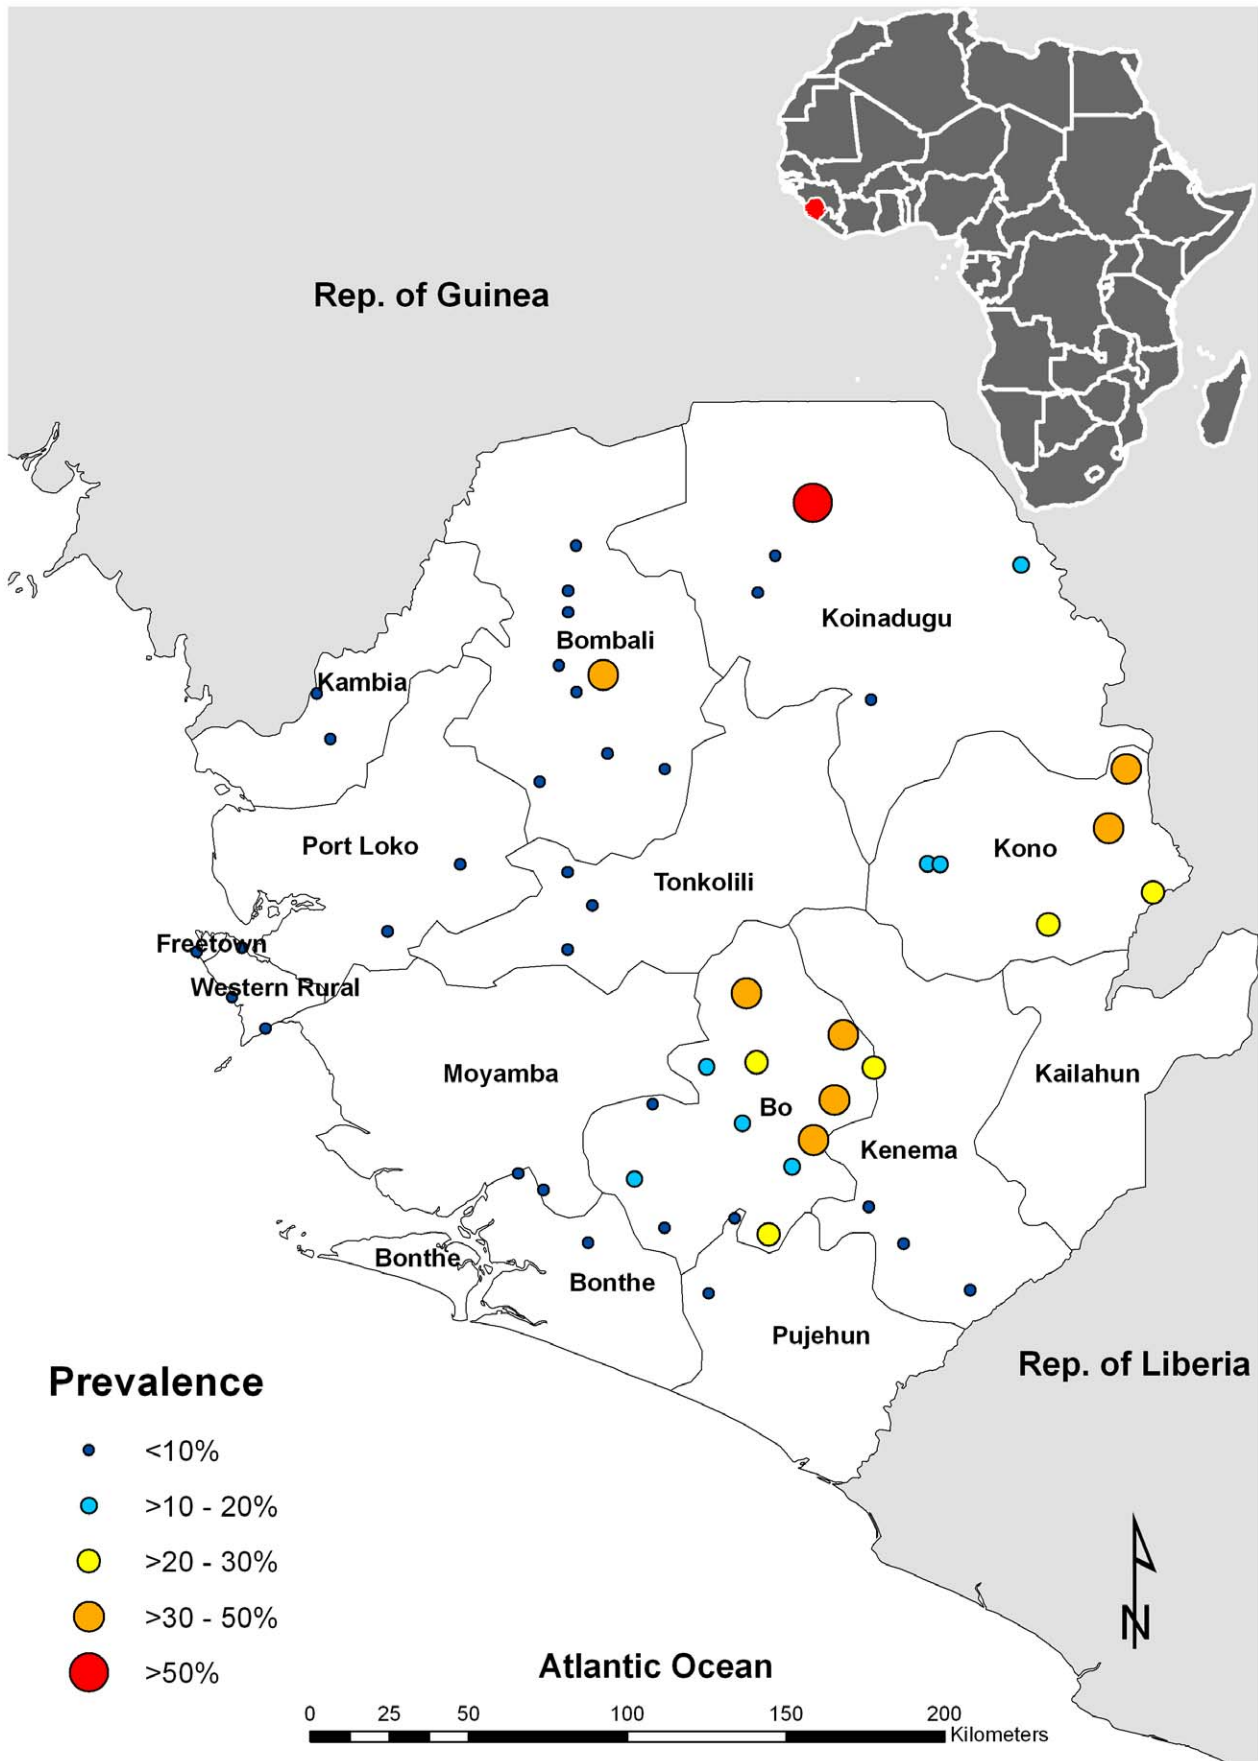 Rep. of Guinea
Koinadugu
Bombali
Kambia
Port Loko
Kono
Tonkolili
Freetown
Western Rural
Moyamba
Kailahun
Bo
Kenema
Bonthe
Bonthe
Pujehun
Rep. of Liberia
Prevalence
<10%
>10 - 20%
>20 - 30%
>30 - 50%
>50%
N
Atlantic Ocean
0 25 50 100 150 200
Kilometers